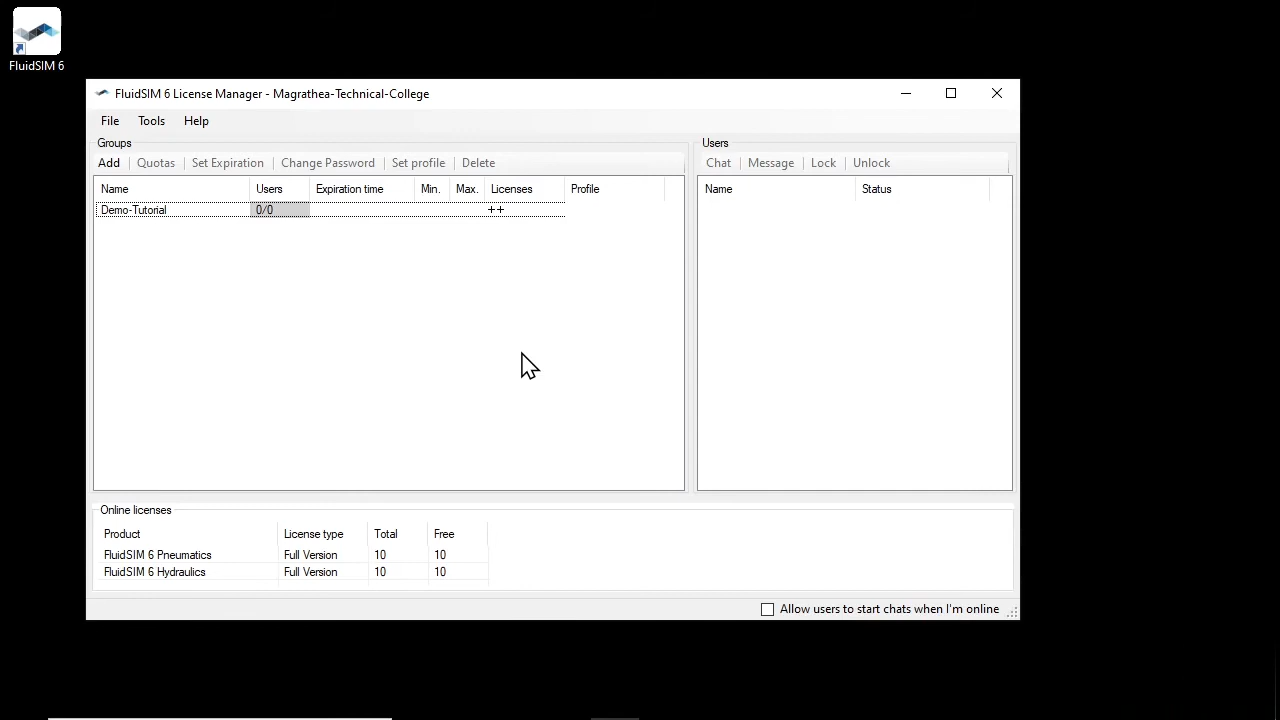 FluidSIM 6
FluidSIM 6 License Manager - Magrathea-Technical-College
File Tools Help
Groups
Add Quotas Set Expiration Change Password Set profile Delete
Name Users Expiration time Min. Max. Licenses Profile
Demo-Tutorial 0/0 ++
Users
Chat Message Lock Unlock
Name Status
Online licenses
Product License type Total Free
FluidSIM 6 Pneumatics Full Version 10 10
FluidSIM 6 Hydraulics Full Version 10 10
Allow users to start chats when I'm online